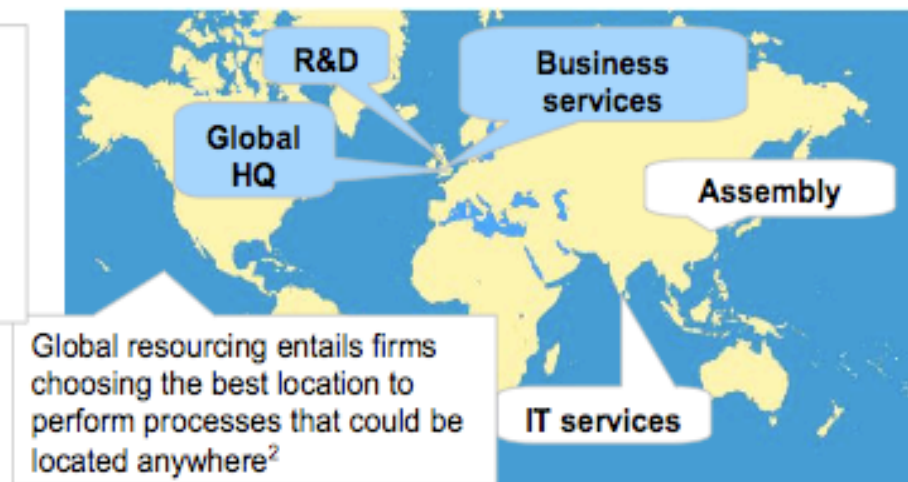 R&D
Business
services
Global
HQ
Assembly
Global resourcing entails firms
choosing the best location to
perform processes that could be
located anywhere²
IT services